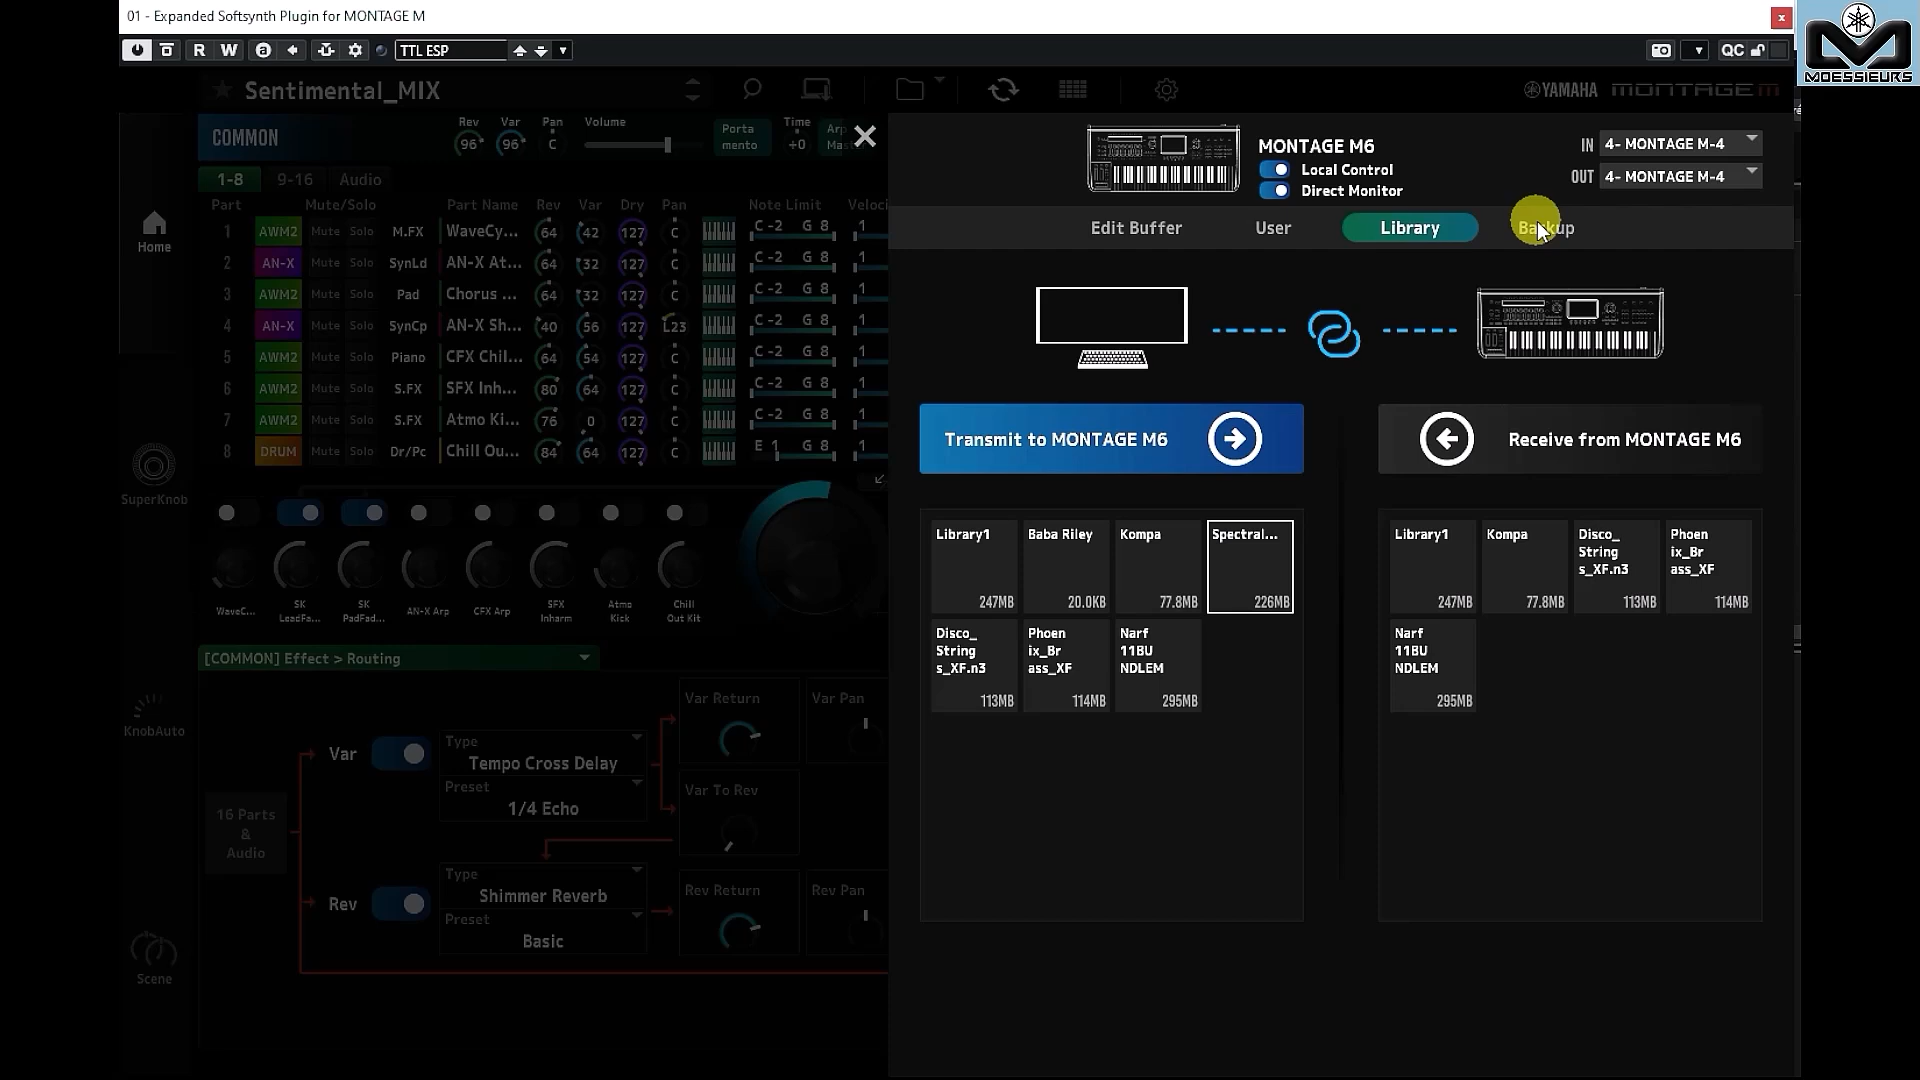 01 - Expanded Softsynth Plugin for MONTAGE M
R W a TTL ESP QC
MOESSIEURS
Sentimental_MIX
YAMAHA MONTAGE M
COMMON
Rev 96 Var 96 Pan C Volume Porta mento Time +0
1-8 9-16 Audio
Part Mute/Solo Part Name Rev Var Dry Pan Note Limit
1 AWM2 Mute Solo M.FX WaveCy... 64 42 127 C C -2 G 8 1
2 AN-X Mute Solo SynLd AN-X At... 64 32 127 C C -2 G 8 1
3 AWM2 Mute Solo Pad Chorus ... 64 32 127 C C -2 G 8 1
4 AN-X Mute Solo SynCp AN-X Sh... 40 56 127 L23 C -2 G 8 1
5 AWM2 Mute Solo Piano CFX Chil... 64 54 127 C C -2 G 8 1
6 AWM2 Mute Solo S.FX SFX Inh... 80 64 127 C C -2 G 8 1
7 AWM2 Mute Solo S.FX Atmo Ki... 76 0 127 C C -2 G 8 1
8 DRUM Mute Solo Dr/Pc Chill Ou... 84 64 127 C E 1 G 8 1
Home
SuperKnob
KnobAuto
Scene
WaveC...
SK
LeadFa...
SK
PadFad...
AN-X Arp
CFX Arp
SFX
Inharm
Atmo
Kick
Chill
Out Kit
[COMMON] Effect > Routing
16 Parts
&
Audio
Var
Type
Tempo Cross Delay
Preset
1/4 Echo
Var Return
Var Pan
Var To Rev
Rev
Type
Shimmer Reverb
Preset
Basic
Rev Return
Rev Pan
MONTAGE M6
Local Control
Direct Monitor
IN 4- MONTAGE M-4
OUT 4- MONTAGE M-4
Edit Buffer User Library Backup
Transmit to MONTAGE M6
Receive from MONTAGE M6
Library1
247MB
Baba Riley
20.0KB
Kompa
77.8MB
Spectral...
226MB
Disco_
String
s_XF.n3
113MB
Phoen
ix_Br
ass_XF
114MB
Narf
11BU
NDLEM
295MB
Library1
247MB
Kompa
77.8MB
Disco_
String
s_XF.n3
113MB
Phoen
ix_Br
ass_XF
114MB
Narf
11BU
NDLEM
295MB